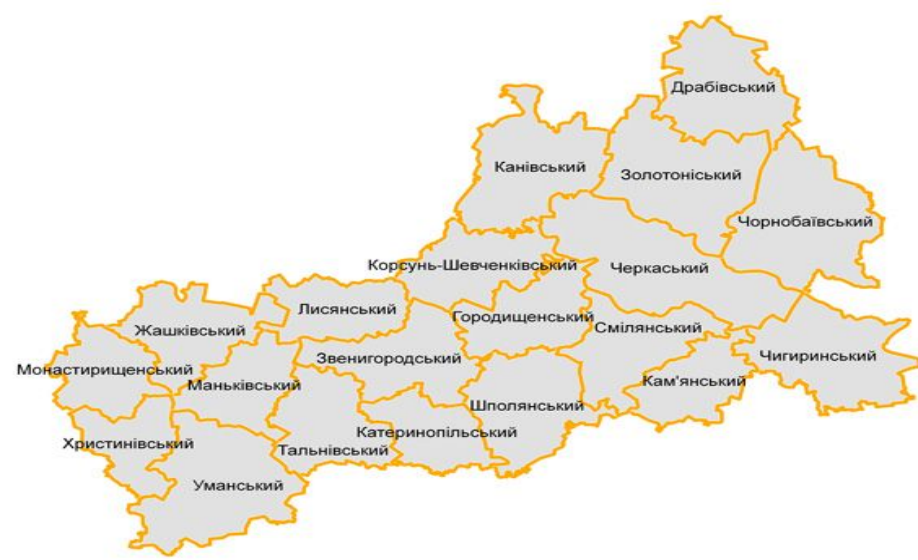 Драбівський
Канівський
Золотоніський
Чорнобаївський
Корсунь-Шевченківський
Черкаський
Лисянський
Городищенський
Жашківський
Смілянський
Звенигородський
Чигиринський
Монастирищенський
Маньківський
Кам'янський
Шполянський
Катеринопільський
Христинівський
Тальнівський
Уманський